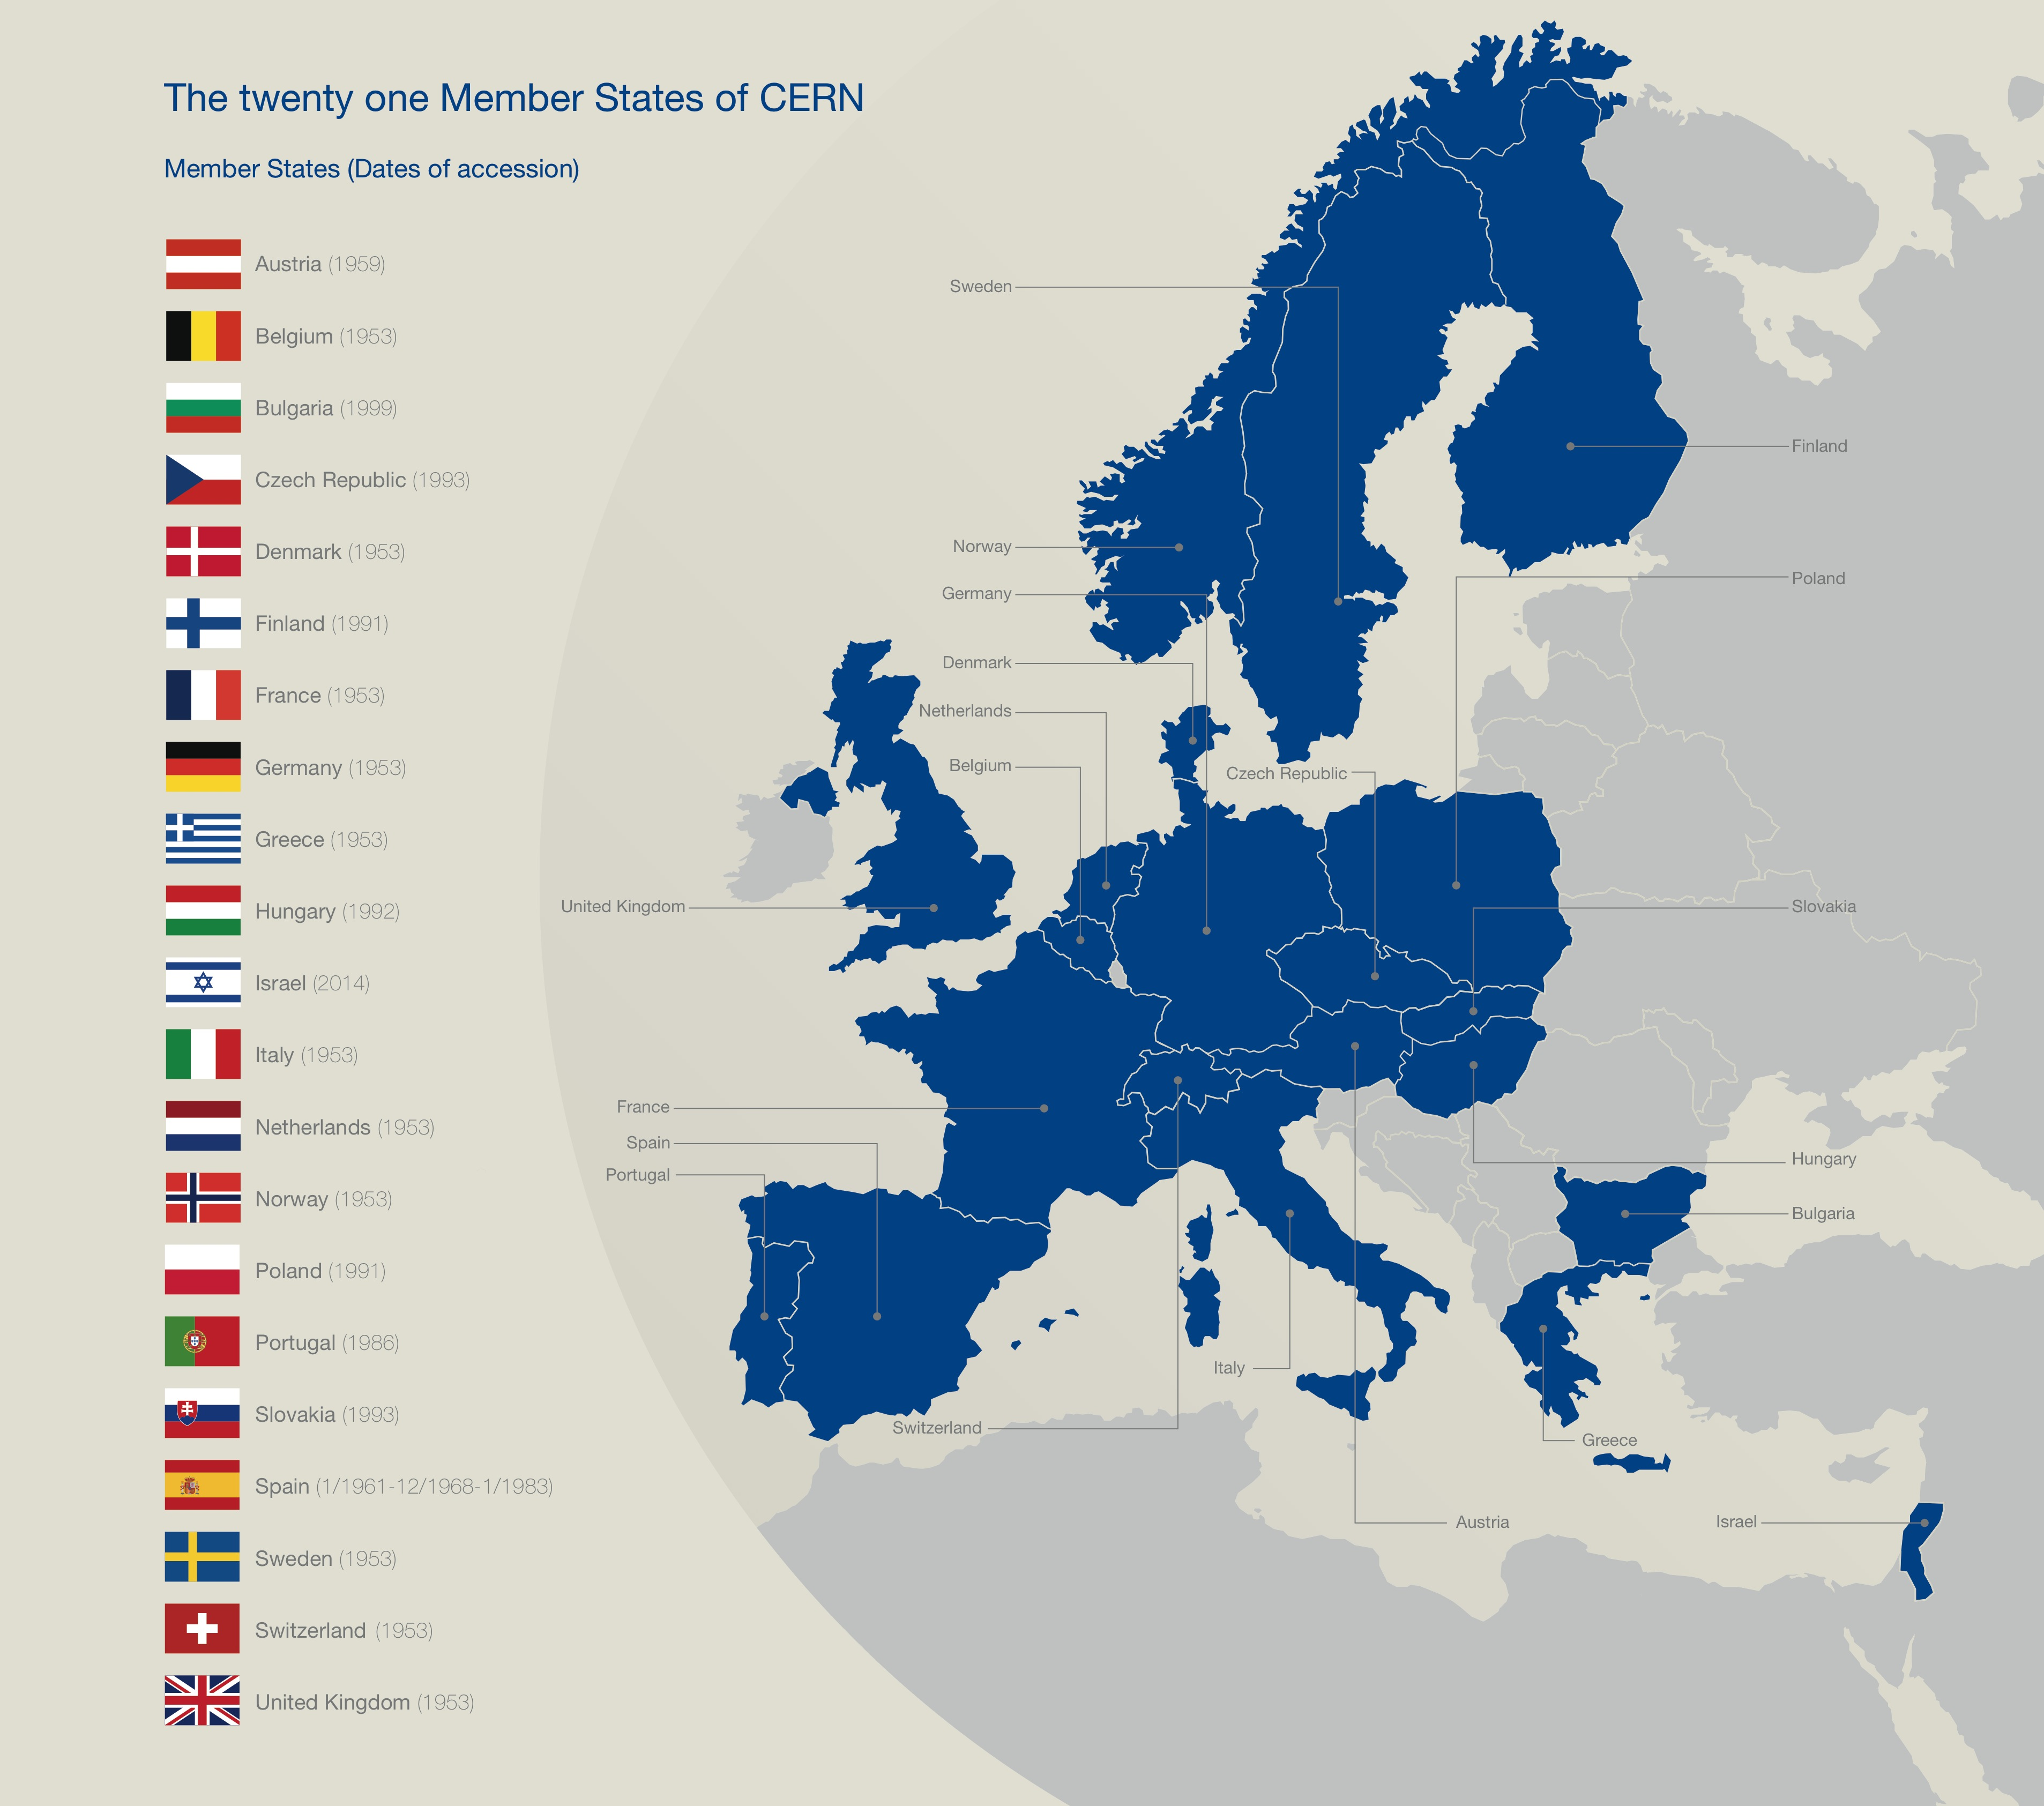 The twenty one Member States of CERN
Member States (Dates of accession)
Austria (1959)
Belgium (1953)
Bulgaria (1999)
Czech Republic (1993)
Denmark (1953)
Finland (1991)
France (1953)
Germany (1953)
Greece (1953)
Hungary (1992)
Israel (2014)
Italy (1953)
Netherlands (1953)
Norway (1953)
Poland (1991)
Portugal (1986)
Slovakia (1993)
Spain (1/1961-12/1968-1/1983)
Sweden (1953)
Switzerland (1953)
United Kingdom (1953)
Sweden
Finland
Norway
Poland
Germany
Denmark
Netherlands
Belgium
Czech Republic
United Kingdom
Slovakia
France
Spain
Portugal
Hungary
Bulgaria
Italy
Switzerland
Greece
Austria
Israel